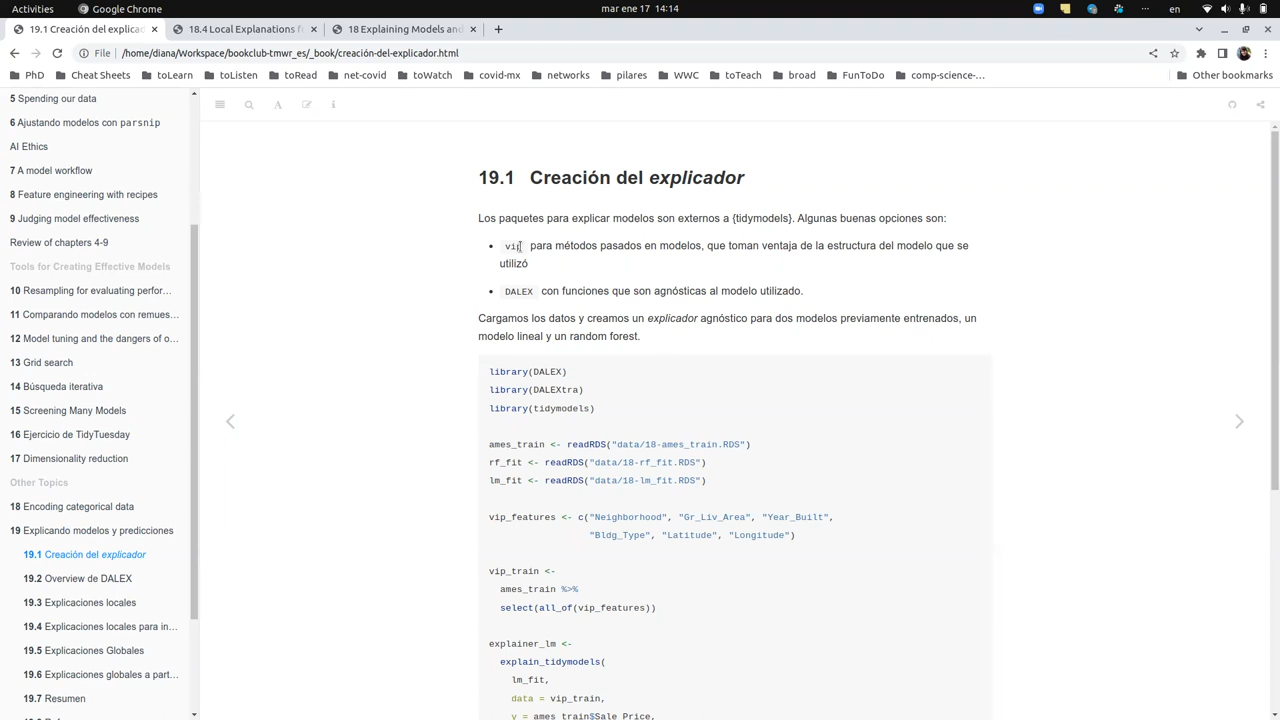 Activities
Google Chrome
mar ene 17 14:14
en
19.1 Creación del explicad
18.4 Local Explanations f
18 Explaining Models and
File
/home/diana/Workspace/bookclub-tmwr_es/_book/creación-del-explicador.html
PhD
Cheat Sheets
toLearn
toListen
toRead
net-covid
toWatch
covid-mx
networks
pilares
WWC
toTeach
broad
FunToDo
comp-science-...
Other bookmarks
5 Spending our data
6 Ajustando modelos con parsnip
AI Ethics
7 A model workflow
8 Feature engineering with recipes
9 Judging model effectiveness
Review of chapters 4-9
Tools for Creating Effective Models
10 Resampling for evaluating perfor...
11 Comparando modelos con remues...
12 Model tuning and the dangers of o...
13 Grid search
14 Búsqueda iterativa
15 Screening Many Models
16 Ejercicio de TidyTuesday
17 Dimensionality reduction
Other Topics
18 Encoding categorical data
19 Explicando modelos y predicciones
19.1 Creación del explicador
19.2 Overview de DALEX
19.3 Explicaciones locales
19.4 Explicaciones locales para in...
19.5 Explicaciones Globales
19.6 Explicaciones globales a part...
19.7 Resumen
19.1 Creación del explicador
Los paquetes para explicar modelos son externos a {tidymodels}. Algunas buenas opciones son:
• vip para métodos pasados en modelos, que toman ventaja de la estructura del modelo que se
utilizó
• DALEX con funciones que son agnósticas al modelo utilizado.
Cargamos los datos y creamos un explicador agnóstico para dos modelos previamente entrenados, un
modelo lineal y un random forest.
library(DALEX)
library(DALEXtra)
library(tidymodels)
ames_train <- readRDS("data/18-ames_train.RDS")
rf_fit <- readRDS("data/18-rf_fit.RDS")
lm_fit <- readRDS("data/18-lm_fit.RDS")
vip_features <- c("Neighborhood", "Gr_Liv_Area", "Year_Built",
"Bldg_Type", "Latitude", "Longitude")
vip_train <-
ames_train %>%
select(all_of(vip_features))
explainer_lm <-
explain_tidymodels(
lm_fit,
data = vip_train,
y = ames_train$Sale_Price,